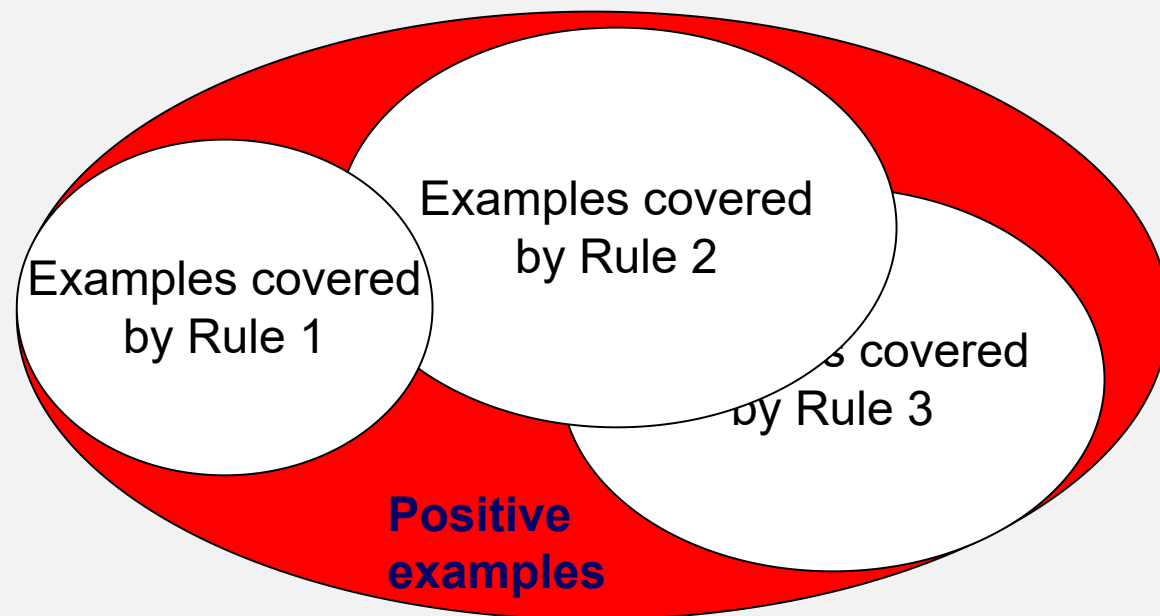 Examples covered
by Rule 2
Examples covered
by Rule 1
s covered
by Rule 3
Positive
examples